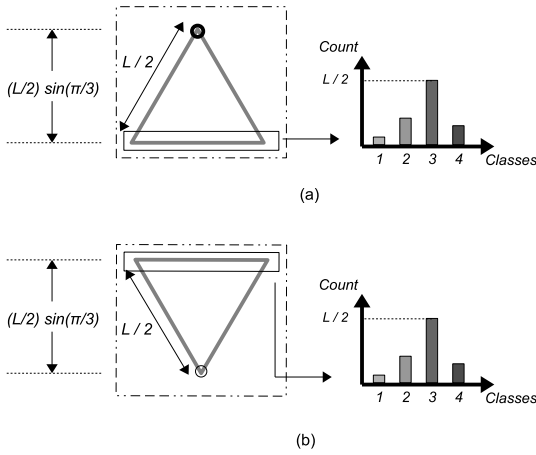 (L/2) sin(π/3)
L / 2
Count
L / 2
1 2 3 4 Classes
(a)
(L/2) sin(π/3)
L / 2
Count
L / 2
1 2 3 4 Classes
(b)